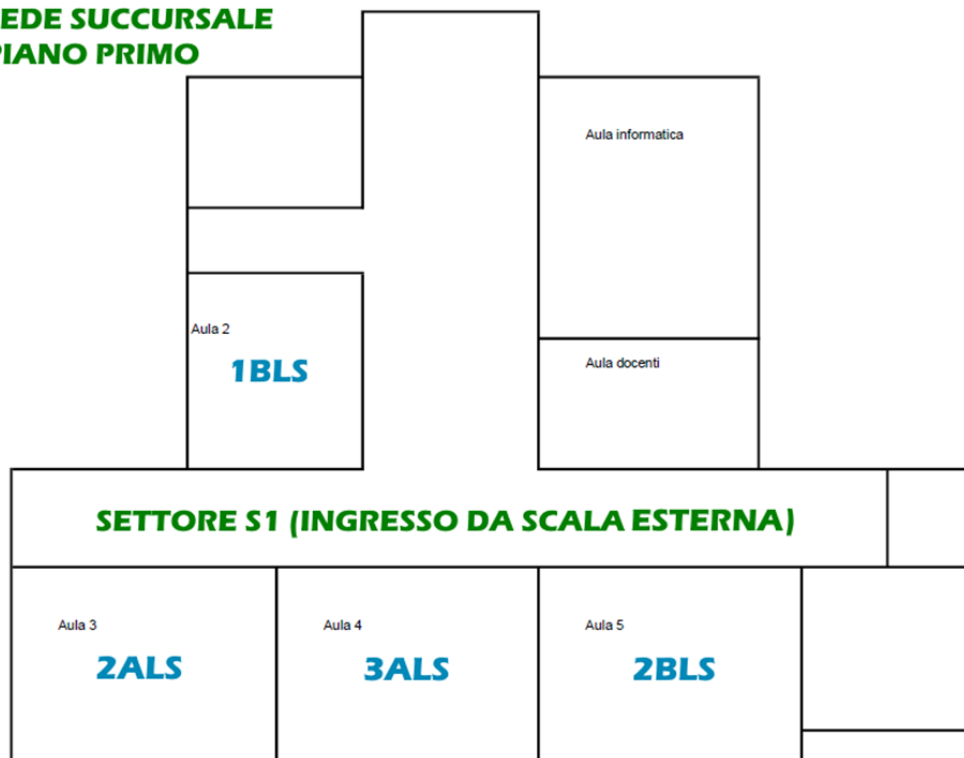 EDE SUCCURSALE
PIANO PRIMO
Aula informatica
Aula 2
1BLS
Aula docenti
SETTORE S1 (INGRESSO DA SCALA ESTERNA)
Aula 3
2ALS
Aula 4
3ALS
Aula 5
2BLS